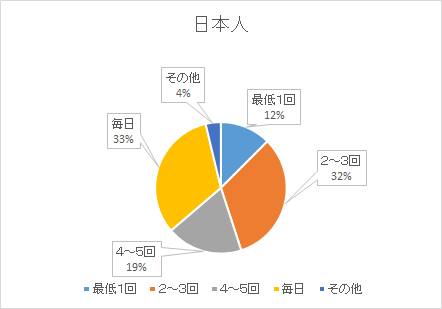 日本人
その他
4%
最低1回
12%
毎日
33%
2～3回
32%
4～5回
19%
最低1回 2～3回 4～5回 毎日 その他